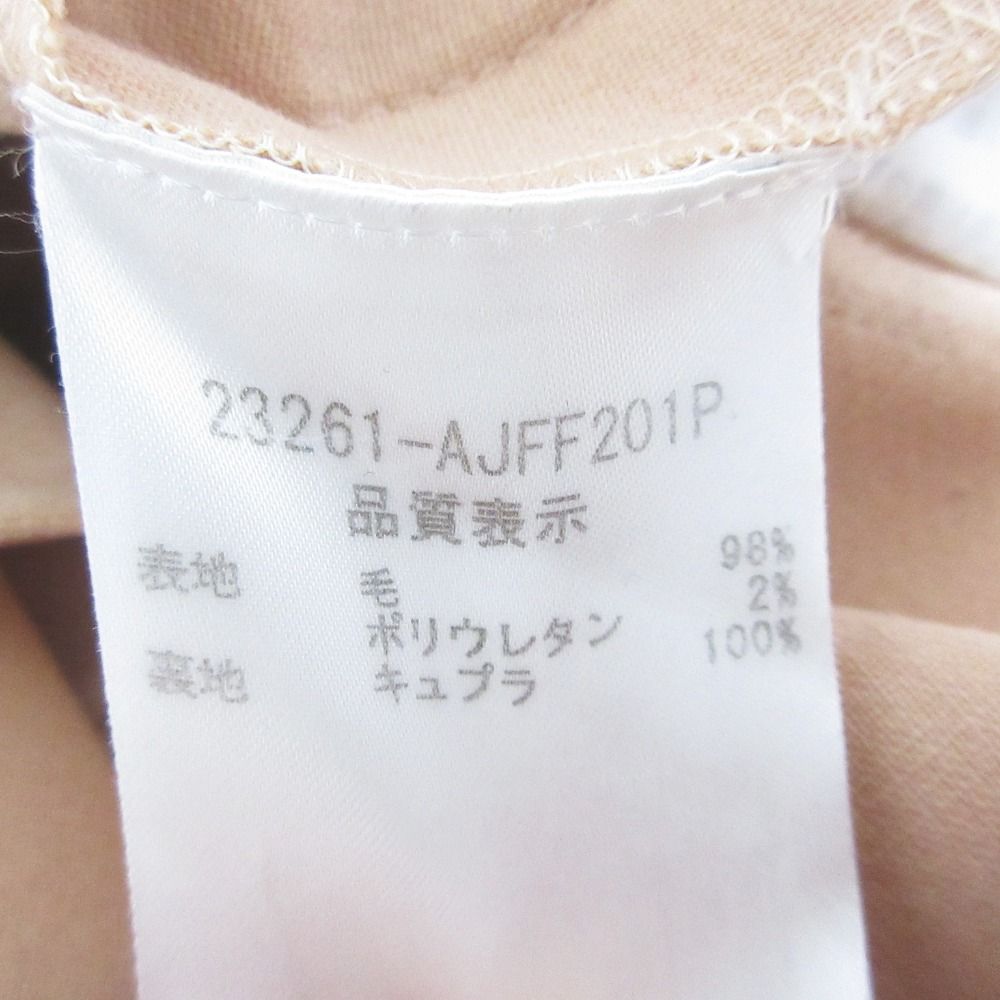 23261-AJFF201P
品質表示
表地 毛 98%
ポリウレタン 2%
裏地 キュプラ 100%